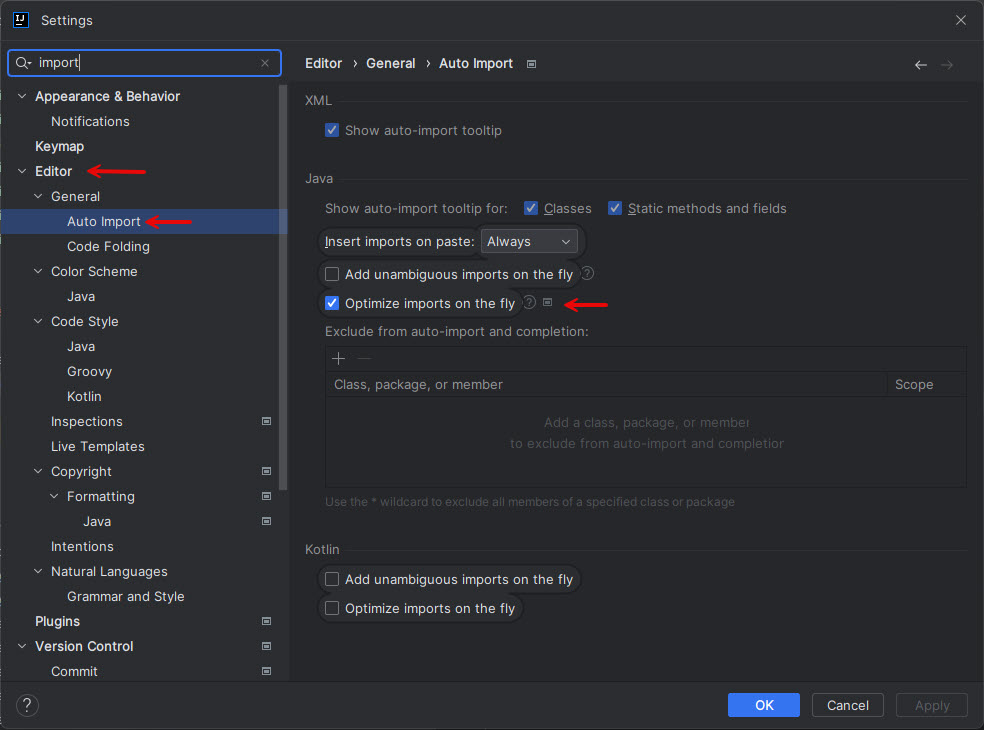 Settings
import
Appearance & Behavior
Notifications
Keymap
Editor
General
Auto Import
Code Folding
Color Scheme
Java
Code Style
Java
Groovy
Kotlin
Inspections
Live Templates
Copyright
Formatting
Java
Intentions
Natural Languages
Grammar and Style
Plugins
Version Control
Commit
Editor › General › Auto Import
XML
Show auto-import tooltip
Java
Show auto-import tooltip for: Classes Static methods and fields
Insert imports on paste: Always
Add unambiguous imports on the fly ?
Optimize imports on the fly ?
Exclude from auto-import and completion:
Class, package, or member Scope
Add a class, package, or member
to exclude from auto-import and completior
Use the * wildcard to exclude all members of a specified class or package
Kotlin
Add unambiguous imports on the fly
Optimize imports on the fly
? OK Cancel Apply